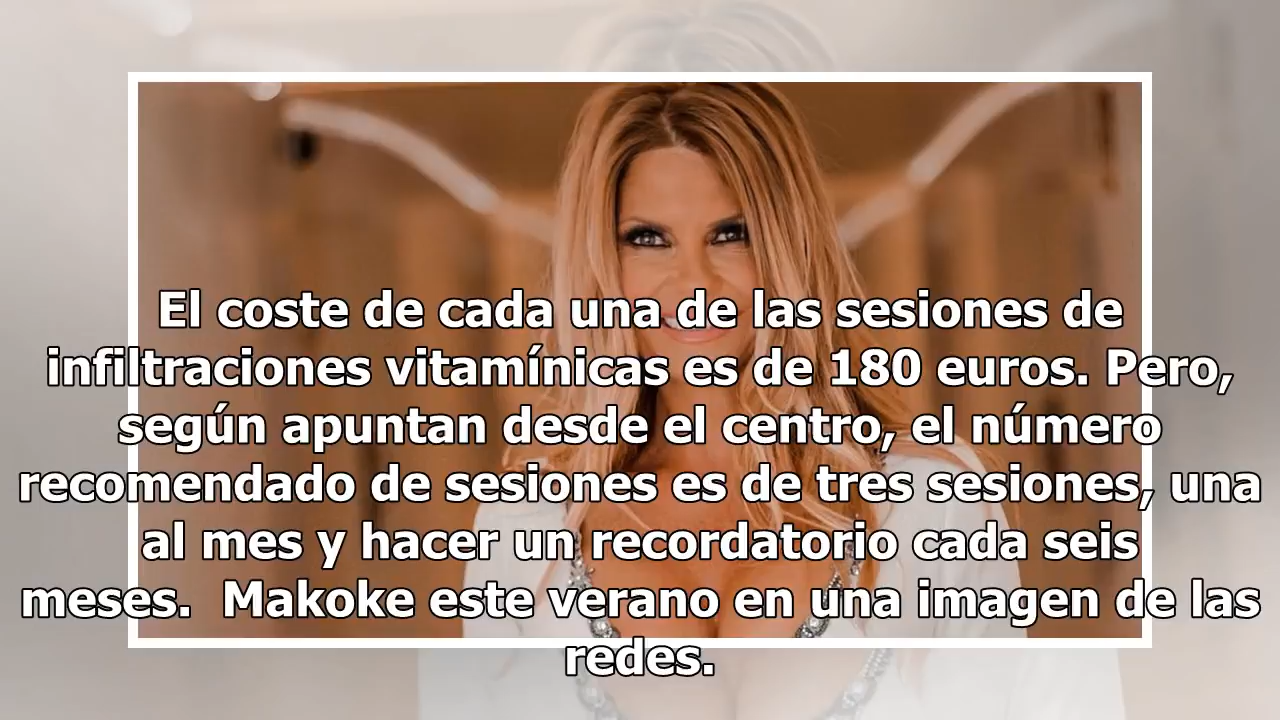 El coste de cada una de las sesiones de
infiltraciones vitamínicas es de 180 euros. Pero,
según apuntan desde el centro, el número
recomendado de sesiones es de tres sesiones, una
al mes y hacer un recordatorio cada seis
meses.  Makoke este verano en una imagen de las
redes.